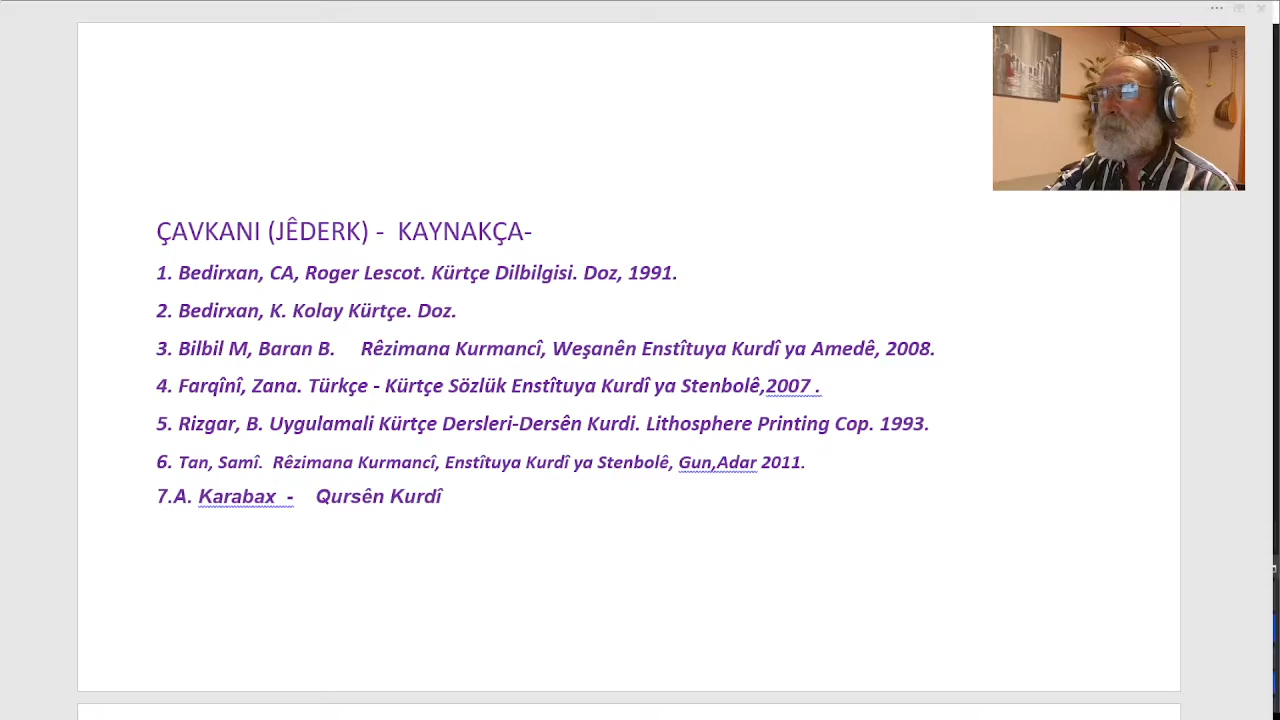 ÇAVKANI (JÊDERK) - KAYNAKÇA-
1. Bedirxan, CA, Roger Lescot. Kürtçe Dilbilgisi. Doz, 1991.
2. Bedirxan, K. Kolay Kürtçe. Doz.
3. Bilbil M, Baran B. Rêzimana Kurmancî, Weşanên Enstîtuya Kurdî ya Amedê, 2008.
4. Farqînî, Zana. Türkçe - Kürtçe Sözlük Enstîtuya Kurdî ya Stenbolê,2007 .
5. Rizgar, B. Uygulamali Kürtçe Dersleri-Dersên Kurdi. Lithosphere Printing Cop. 1993.
6. Tan, Samî. Rêzimana Kurmancî, Enstîtuya Kurdî ya Stenbolê, Gun,Adar 2011.
7.A. Karabax - Qursên Kurdî